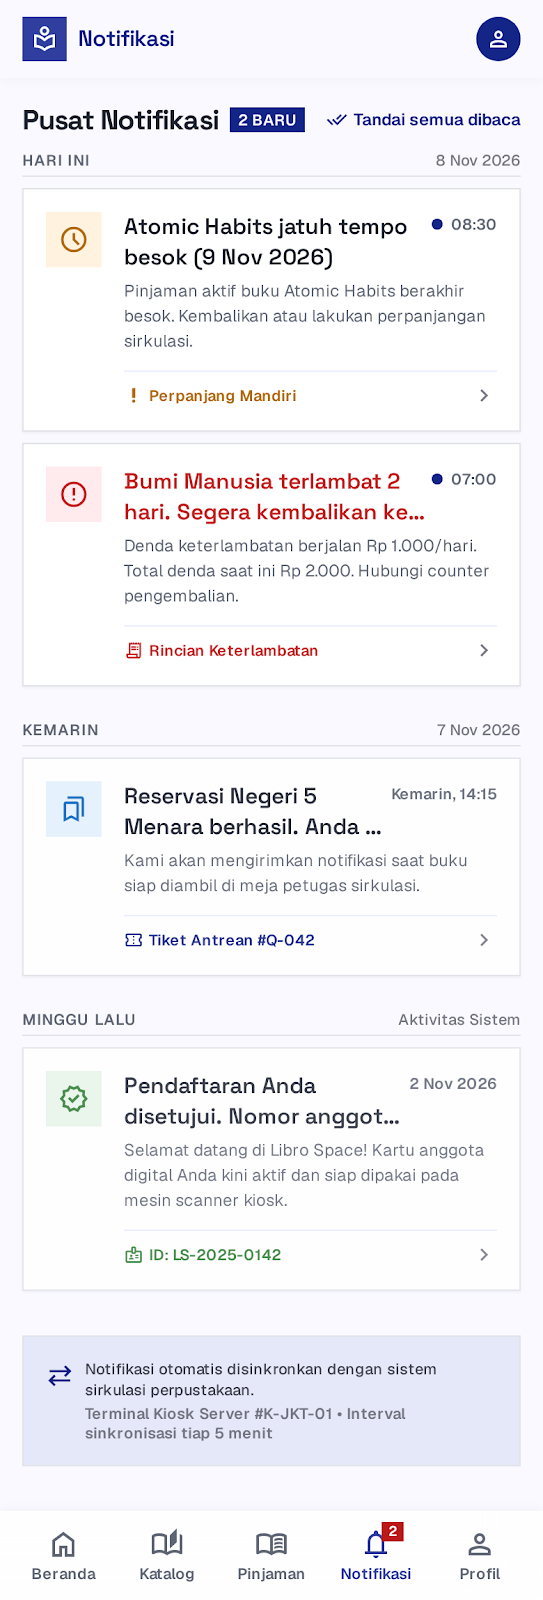 Notifikasi
Pusat Notifikasi
2 BARU
Tandai semua dibaca
HARI INI
8 Nov 2026
Atomic Habits jatuh tempo
besok (9 Nov 2026)
08:30
Pinjaman aktif buku Atomic Habits berakhir
besok. Kembalikan atau lakukan perpanjangan
sirkulasi.
Perpanjang Mandiri
Bumi Manusia terlambat 2
hari. Segera kembalikan ke...
07:00
Denda keterlambatan berjalan Rp 1.000/hari.
Total denda saat ini Rp 2.000. Hubungi counter
pengembalian.
Rincian Keterlambatan
KEMARIN
7 Nov 2026
Reservasi Negeri 5
Menara berhasil. Anda ...
Kemarin, 14:15
Kami akan mengirimkan notifikasi saat buku
siap diambil di meja petugas sirkulasi.
Tiket Antrean #Q-042
MINGGU LALU
Aktivitas Sistem
Pendaftaran Anda
disetujui. Nomor anggot...
2 Nov 2026
Selamat datang di Libro Space! Kartu anggota
digital Anda kini aktif dan siap dipakai pada
mesin scanner kiosk.
ID: LS-2025-0142
Notifikasi otomatis disinkronkan dengan sistem
sirkulasi perpustakaan.
Terminal Kiosk Server #K-JKT-01 • Interval
sinkronisasi tiap 5 menit
2
Beranda
Katalog
Pinjaman
Notifikasi
Profil